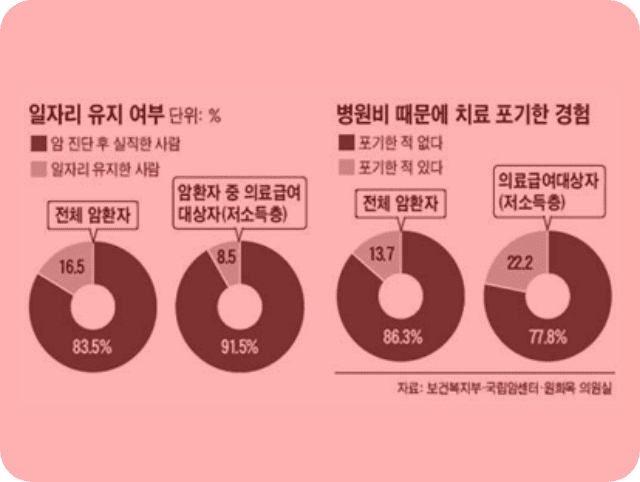 일자리 유지 여부 단위: %
암 진단 후 실직한 사람
일자리 유지한 사람
전체 암환자
암환자 중 의료급여
대상자(저소득층)
16.5
83.5%
8.5
91.5%
병원비 때문에 치료 포기한 경험
포기한 적 없다
포기한 적 있다
전체 암환자
의료급여대상자
(저소득층)
13.7
86.3%
22.2
77.8%
자료: 보건복지부·국립암센터·원희목 의원실